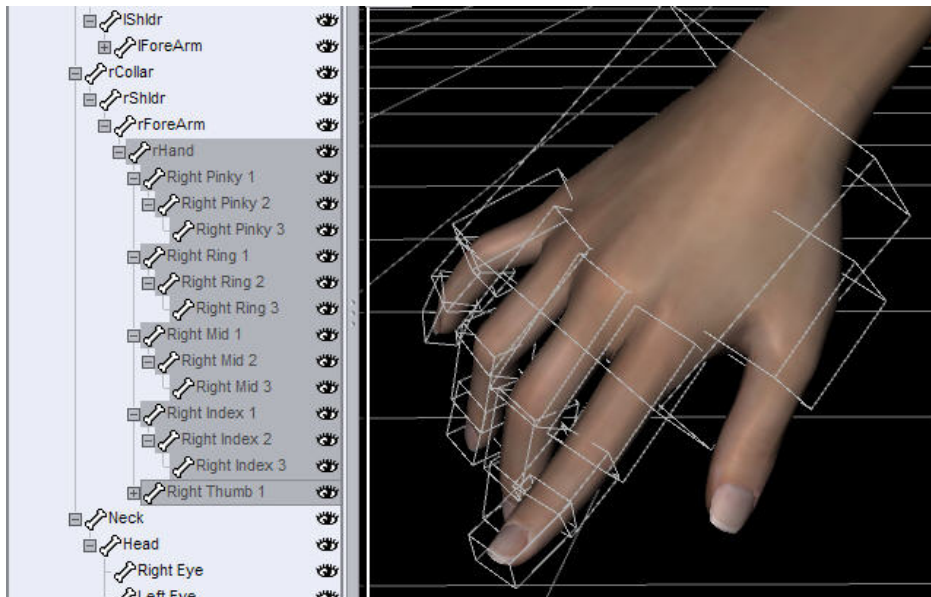 lShldr
lForeArm
rCollar
rShldr
rForeArm
rHand
Right Pinky 1
Right Pinky 2
Right Pinky 3
Right Ring 1
Right Ring 2
Right Ring 3
Right Mid 1
Right Mid 2
Right Mid 3
Right Index 1
Right Index 2
Right Index 3
Right Thumb 1
Neck
Head
Right Eye
Left Eye